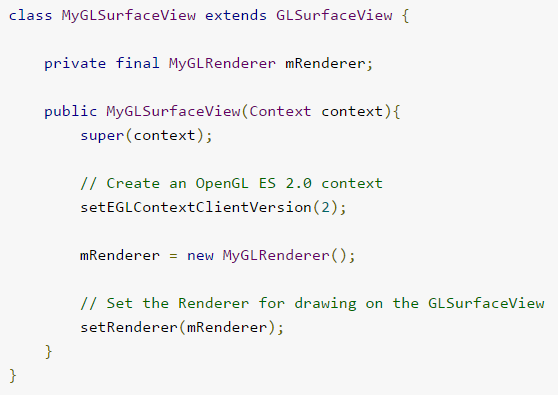 class MyGLSurfaceView extends GLSurfaceView {
private final MyGLRenderer mRenderer;
public MyGLSurfaceView(Context context){
super(context);
// Create an OpenGL ES 2.0 context
setEGLContextClientVersion(2);
mRenderer = new MyGLRenderer();
// Set the Renderer for drawing on the GLSurfaceView
setRenderer(mRenderer);
}
}